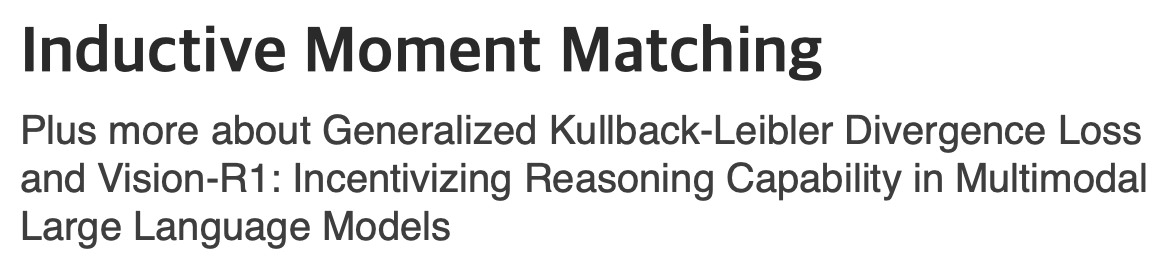 Inductive Moment Matching
Plus more about Generalized Kullback-Leibler Divergence Loss
and Vision-R1: Incentivizing Reasoning Capability in Multimodal
Large Language Models